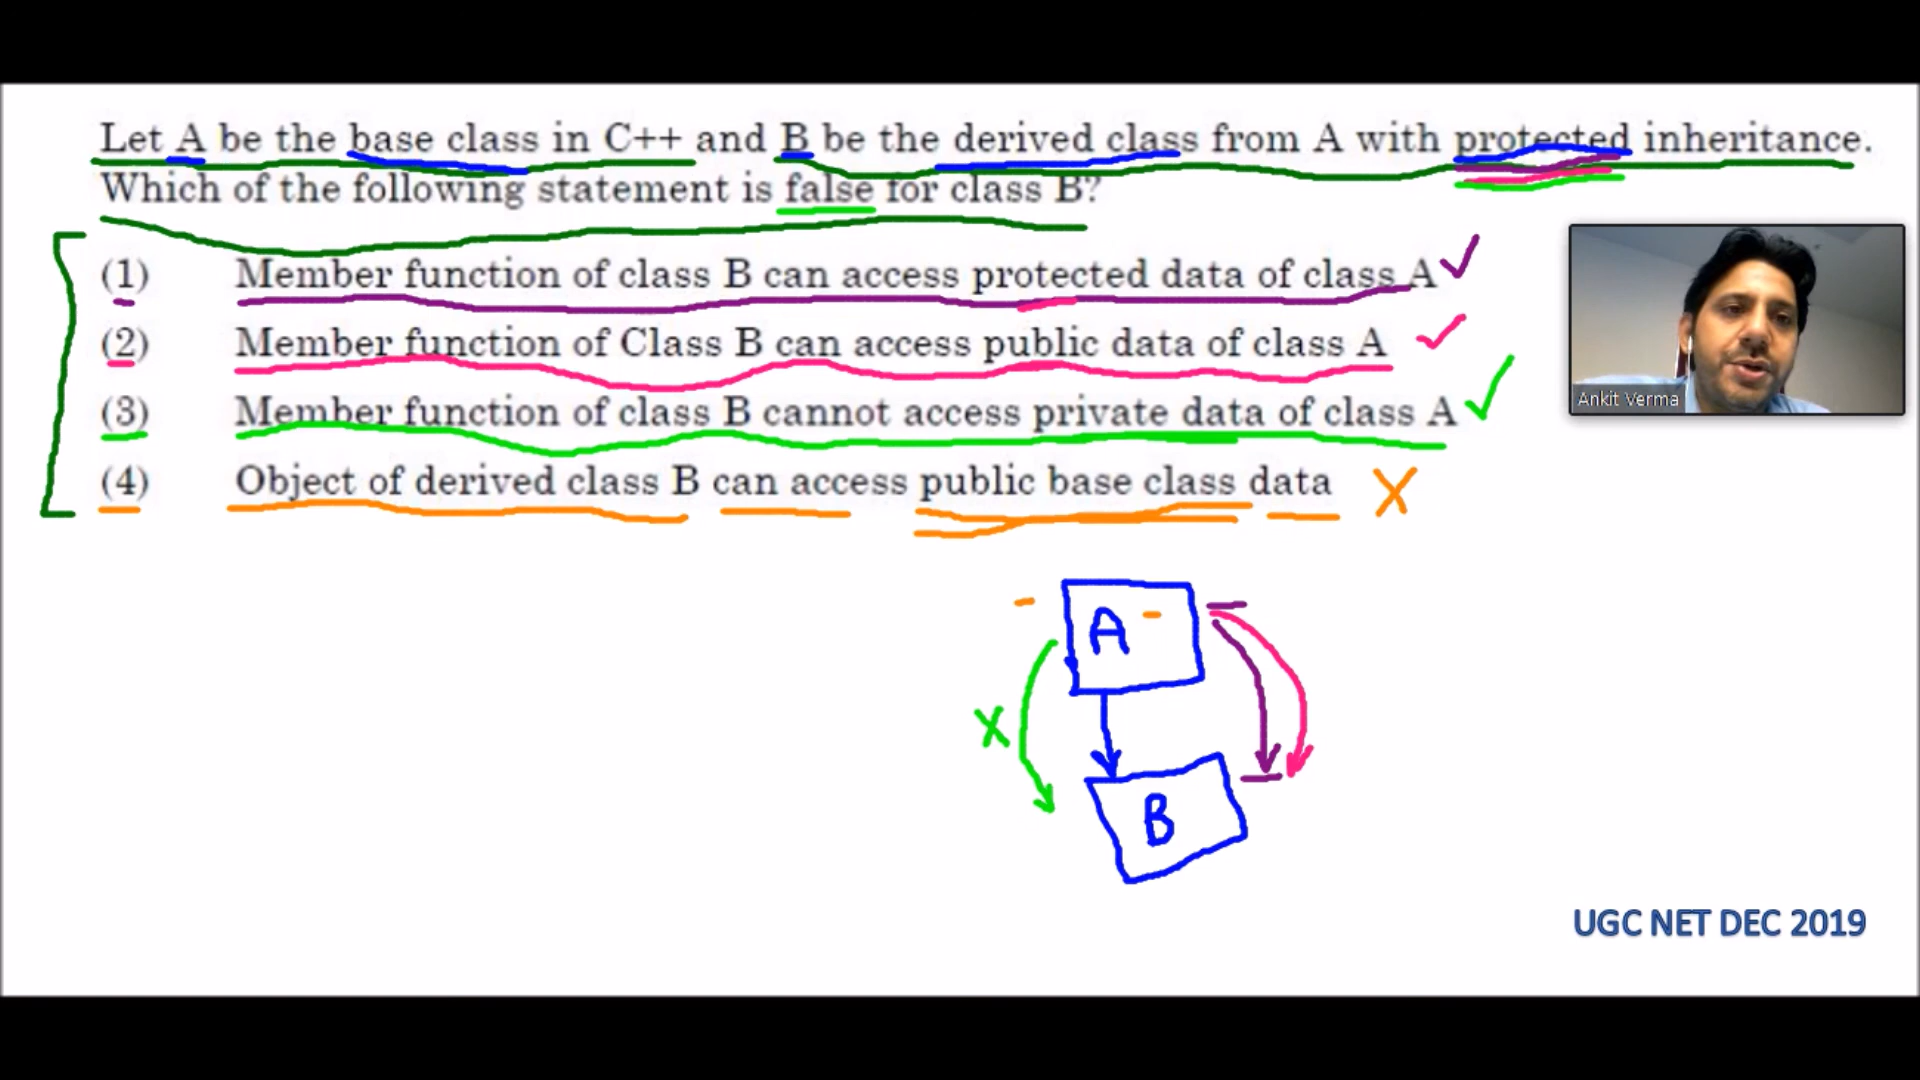 Let A be the base class in C++ and B be the derived class from A with protected inheritance.
Which of the following statement is false for class B?
(1) Member function of class B can access protected data of class A
(2) Member function of Class B can access public data of class A
(3) Member function of class B cannot access private data of class A
(4) Object of derived class B can access public base class data X
Ankit Verma
A
X
B
UGC NET DEC 2019